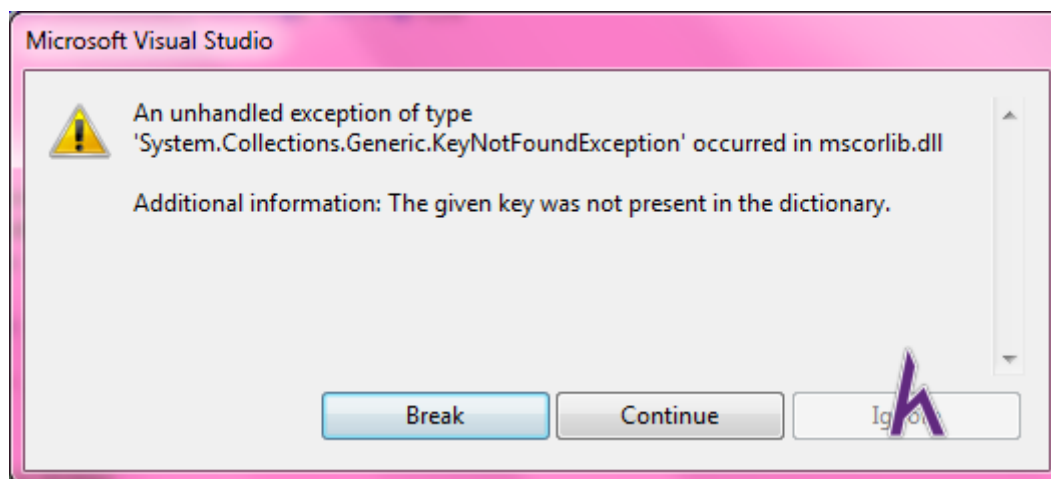 Microsoft Visual Studio
An unhandled exception of type
'System.Collections.Generic.KeyNotFoundException' occurred in mscorlib.dll
Additional information: The given key was not present in the dictionary.
Break Continue